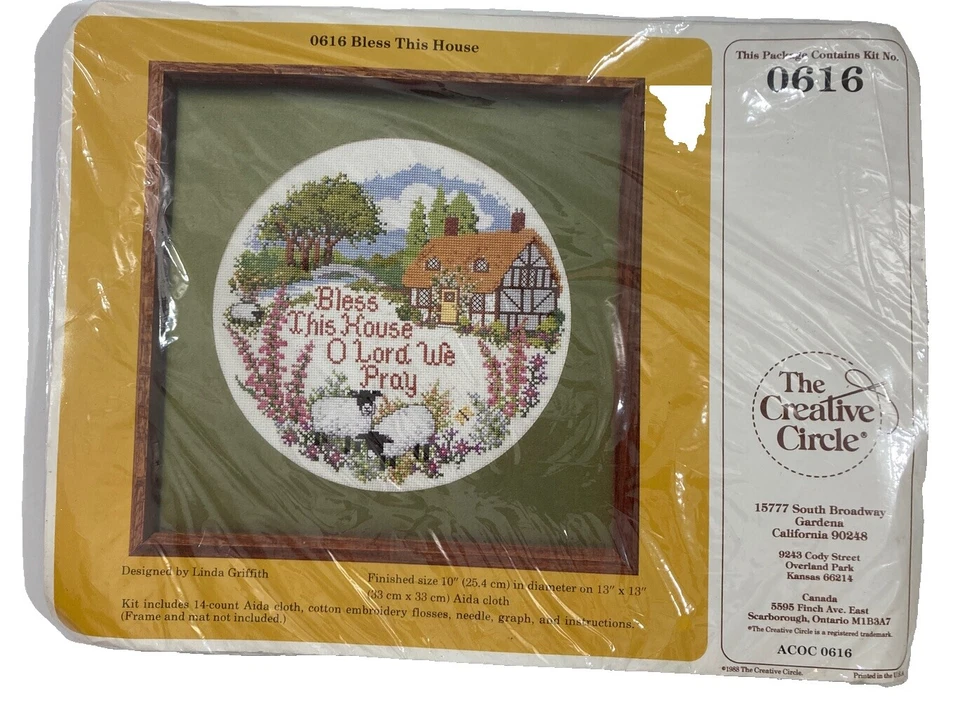 0616 Bless This House
Bless
This House
O Lord We
Pray
Designed by Linda Griffith
Finished size 10" (25.4 cm) in diameter on 13" x 13"
(33 cm x 33 cm) Aida cloth
Kit includes 14-count Aida cloth, cotton embroidery flosses, needle, graph, and instructions.
(Frame and mat not included.)
This Package Contains Kit No.
0616
The
Creative
Circle®
15777 South Broadway
Gardena
California 90248
9243 Cody Street
Overland Park
Kansas 66214
Canada
5595 Finch Ave. East
Scarborough, Ontario M1B3A7
®The Creative Circle is a registered trademark.
ACOC 0616
©1988 The Creative Circle.
Printed in the U.S.A.